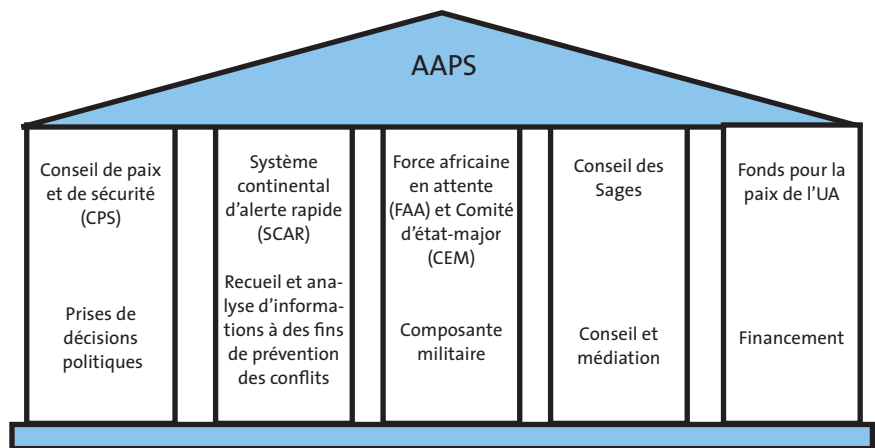 AAPS
Conseil de paix
et de sécurité
(CPS)
Prises de
décisions
politiques
Système
continental
d'alerte rapide
(SCAR)
Recueil et ana-
lyse d'informa-
tions à des fins
de prévention
des conflits
Force africaine
en attente
(FAA) et Comité
d'état-major
(CEM)
Composante
militaire
Conseil des
Sages
Conseil et
médiation
Fonds pour la
paix de l'UA
Financement